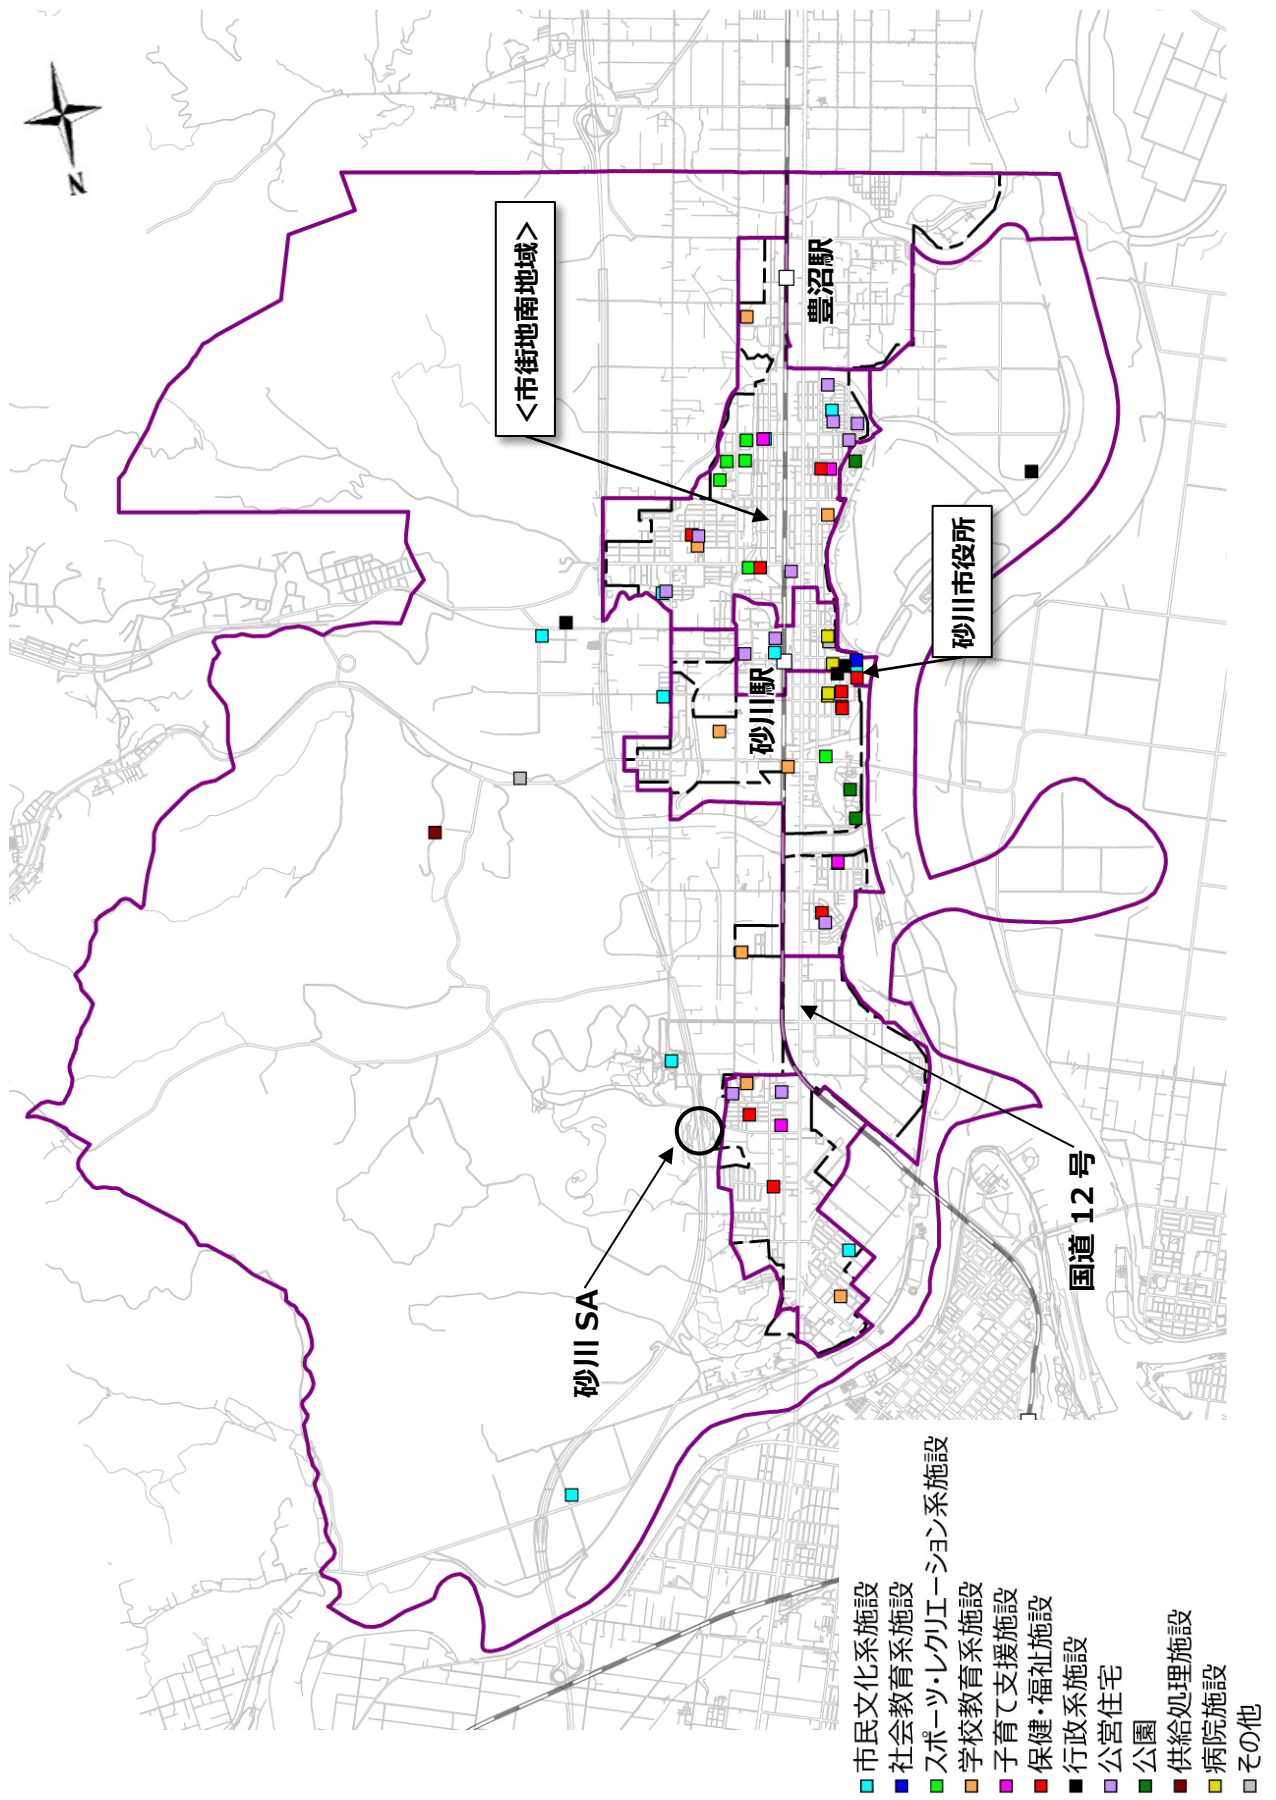 N
＜市街地南地域＞
豊沼駅
砂川市役所
砂川駅
国道 12 号
砂川 SA
市民文化系施設
社会教育系施設
スポーツ・レクリエーション系施設
学校教育系施設
子育て支援施設
保健・福祉施設
行政系施設
公営住宅
公園
供給処理施設
病院施設
その他